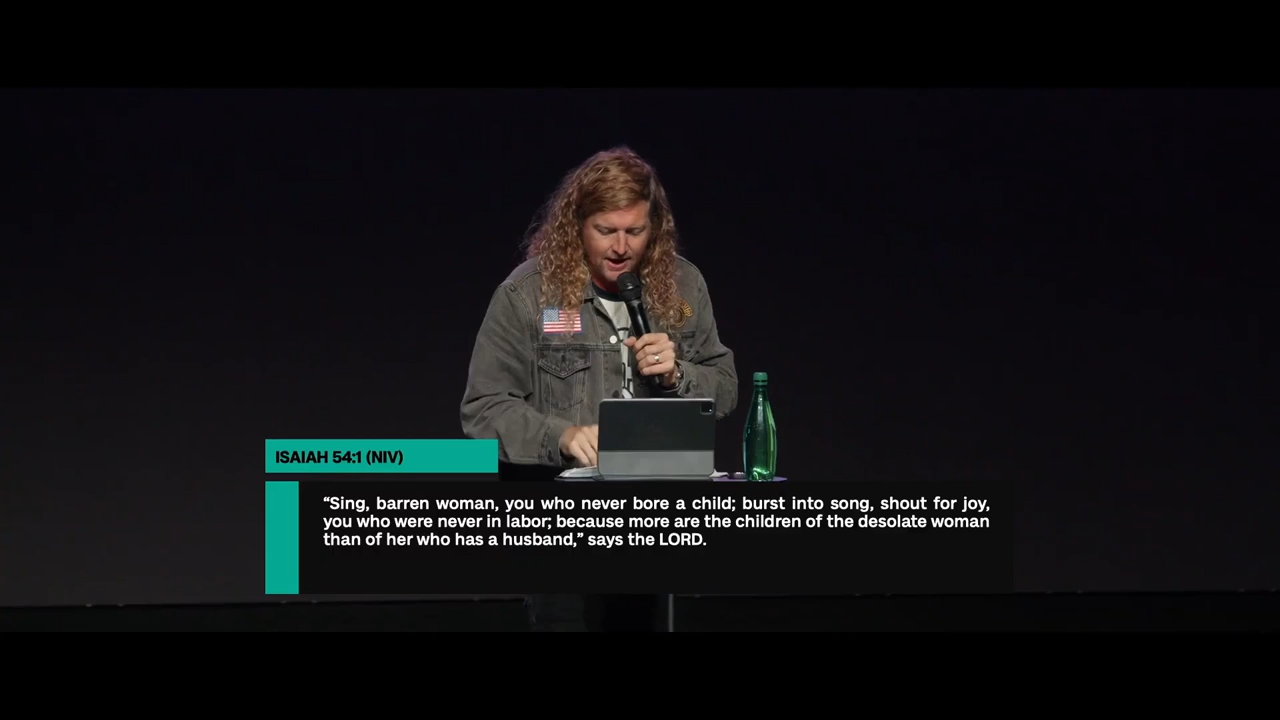 ISAIAH 54:1 (NIV)
“Sing, barren woman, you who never bore a child; burst into song, shout for joy,
you who were never in labor; because more are the children of the desolate woman
than of her who has a husband,” says the LORD.